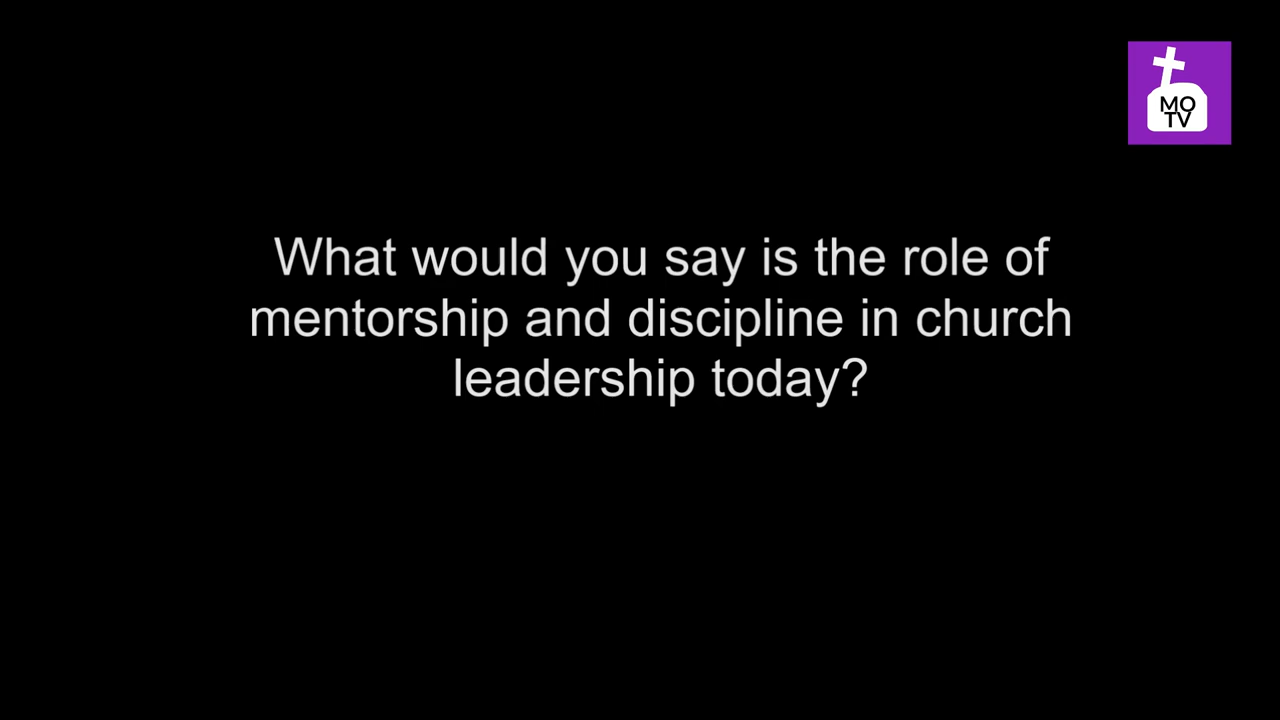 MO
TV
What would you say is the role of
mentorship and discipline in church
leadership today?